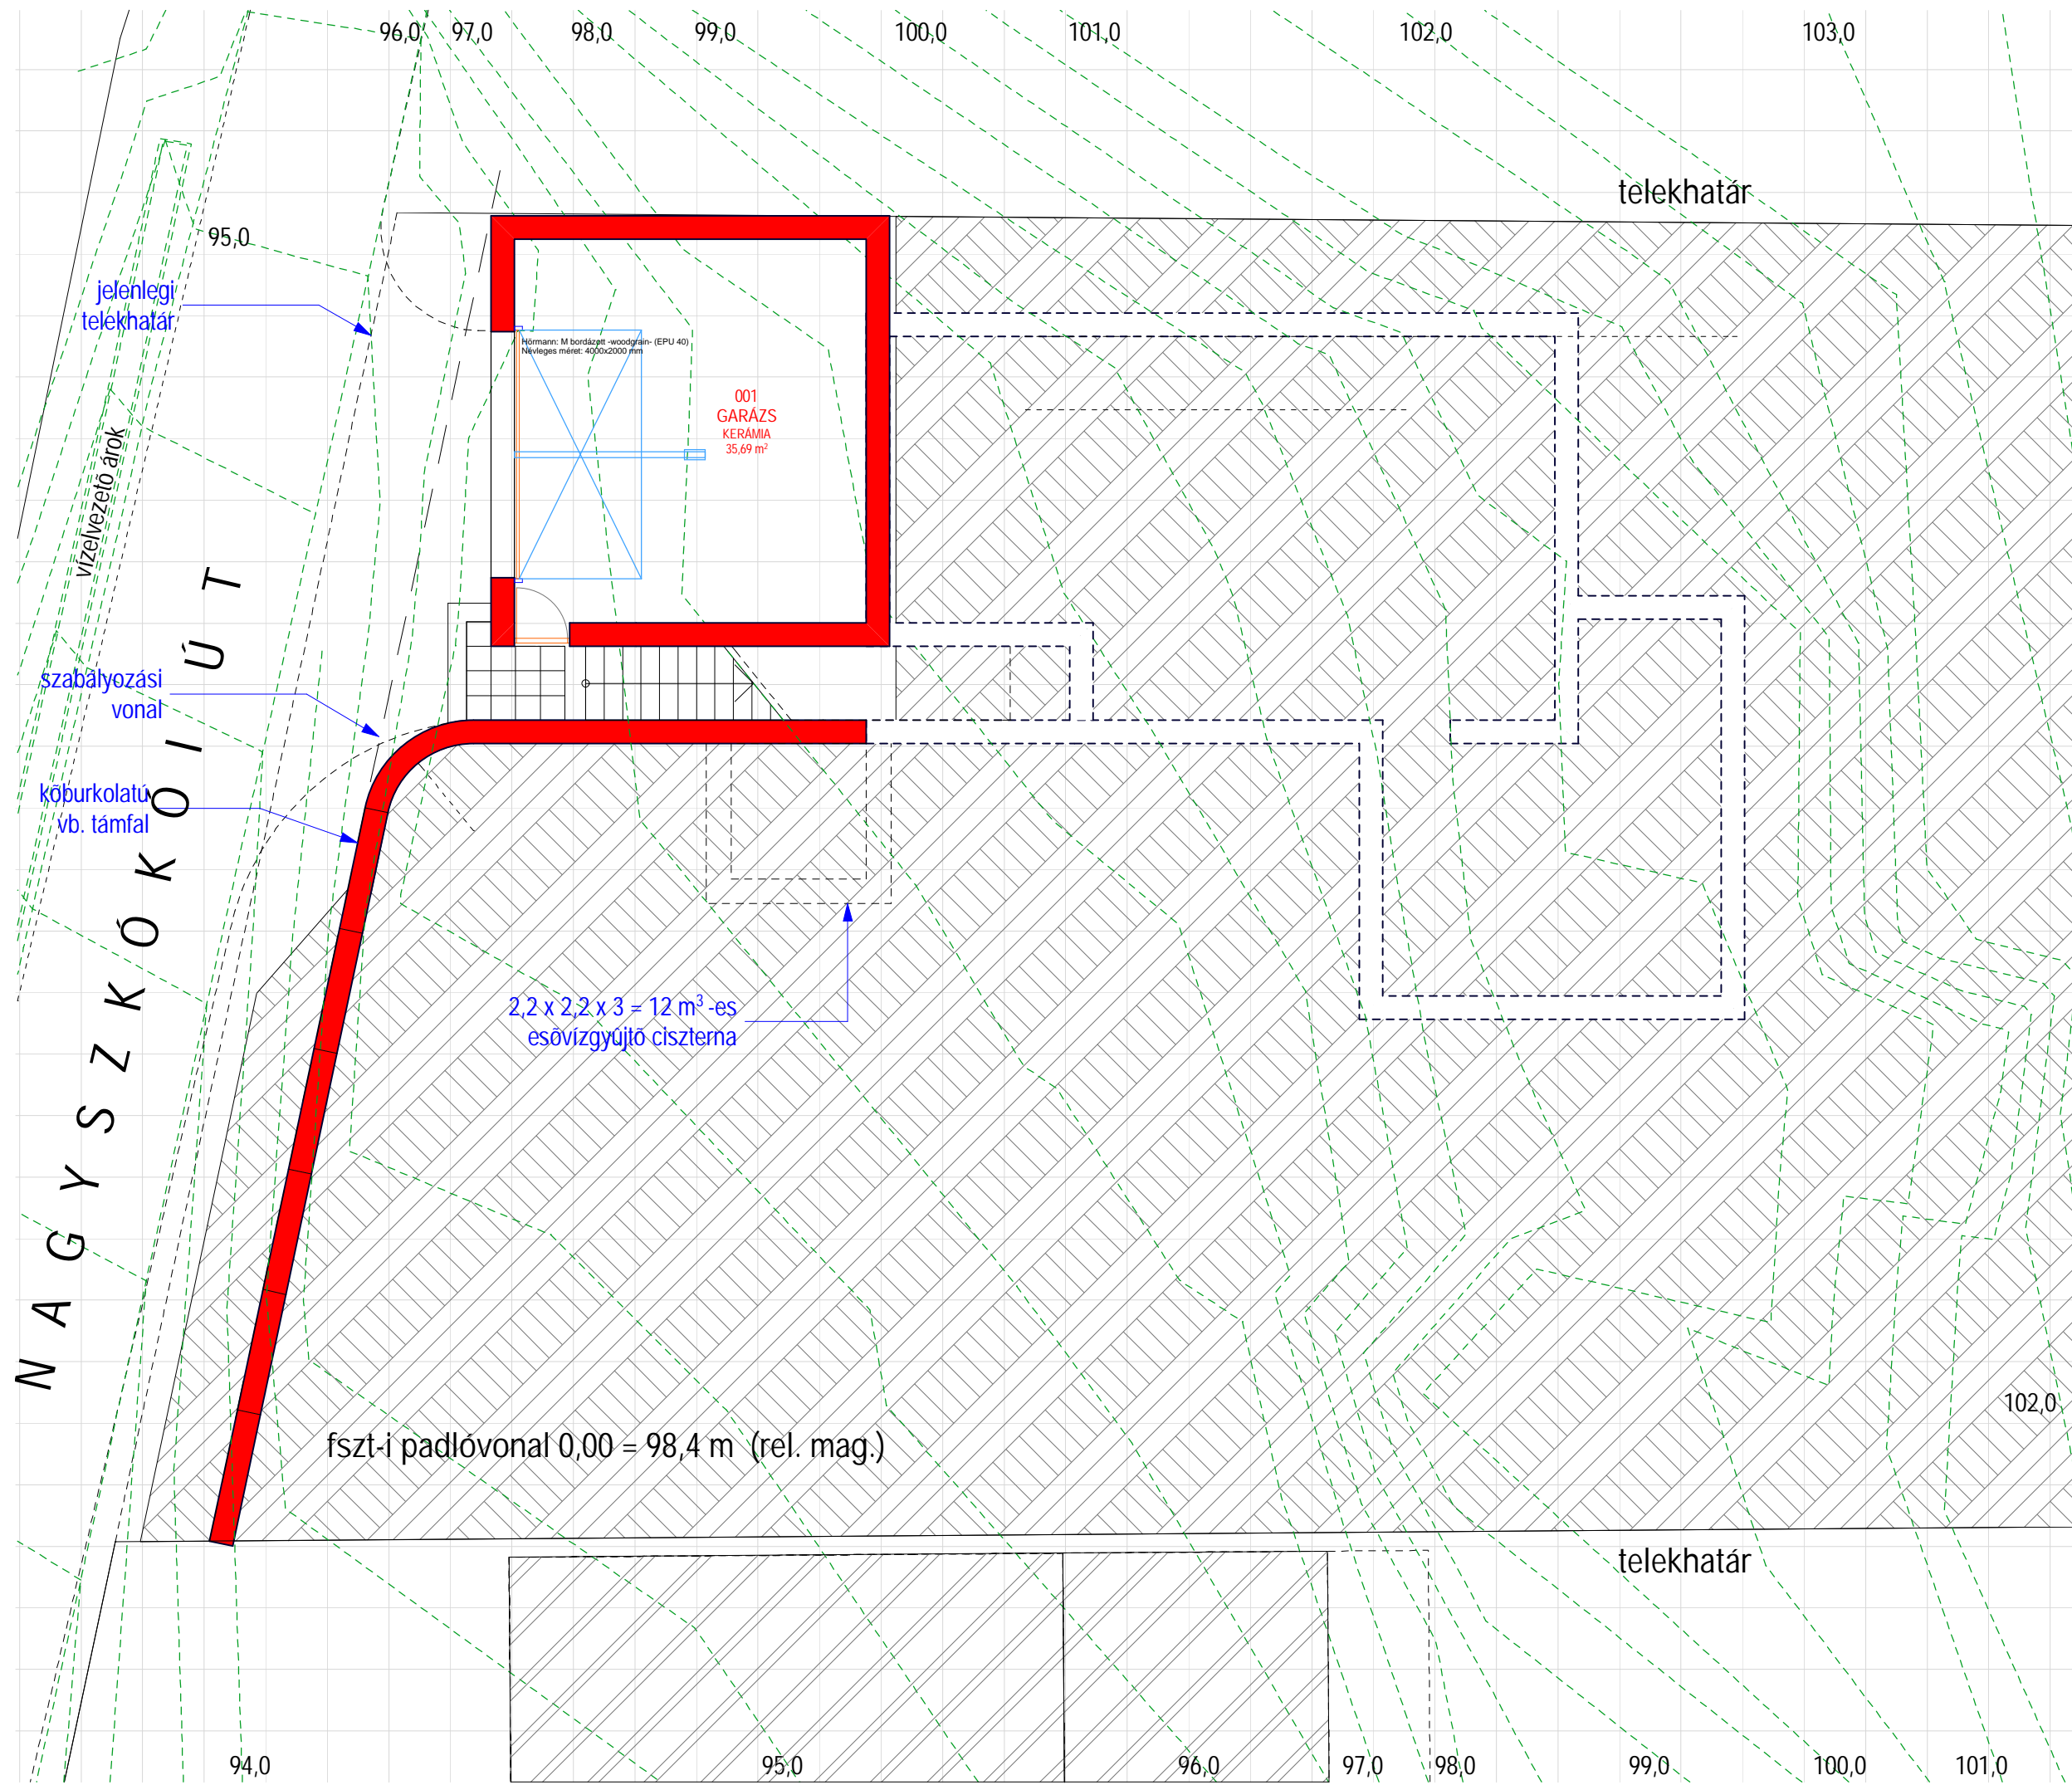 96,0 97,0 98,0 99,0 100,0 101,0 102,0 103,0
telekhatár
95,0
jelenlegi
telekhatár
Hörmann: M bordázott -woodgrain- (EPU 40)
Névleges méret: 4000x2000 mm
001
GARÁZS
KERÁMIA
35,69 m²
vízelvezető árok
NAGYSZKÓKÓI ÚT
szabályozási
vonal
kőburkolatú
vb. támfal
2,2 x 2,2 x 3 = 12 m³ -es
esővízgyűjtő ciszterna
102,0
fszt-i padlóvonal 0,00 = 98,4 m (rel. mag.)
telekhatár
94,0 95,0 96,0 97,0 98,0 99,0 100,0 101,0